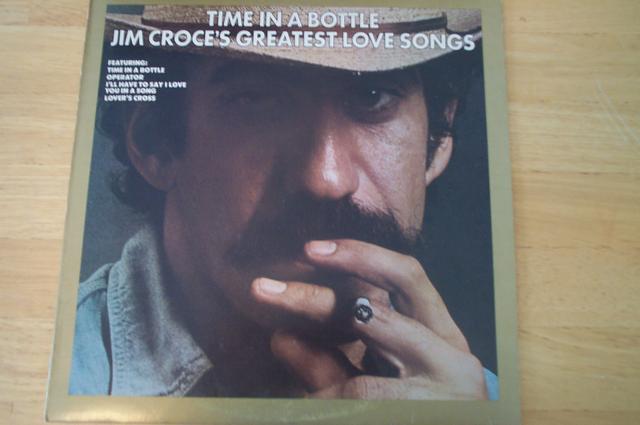 TIME IN A BOTTLE
JIM CROCE'S GREATEST LOVE SONGS
FEATURING:
TIME IN A BOTTLE
OPERATOR
I'LL HAVE TO SAY I LOVE
YOU IN A SONG
LOVER'S CROSS